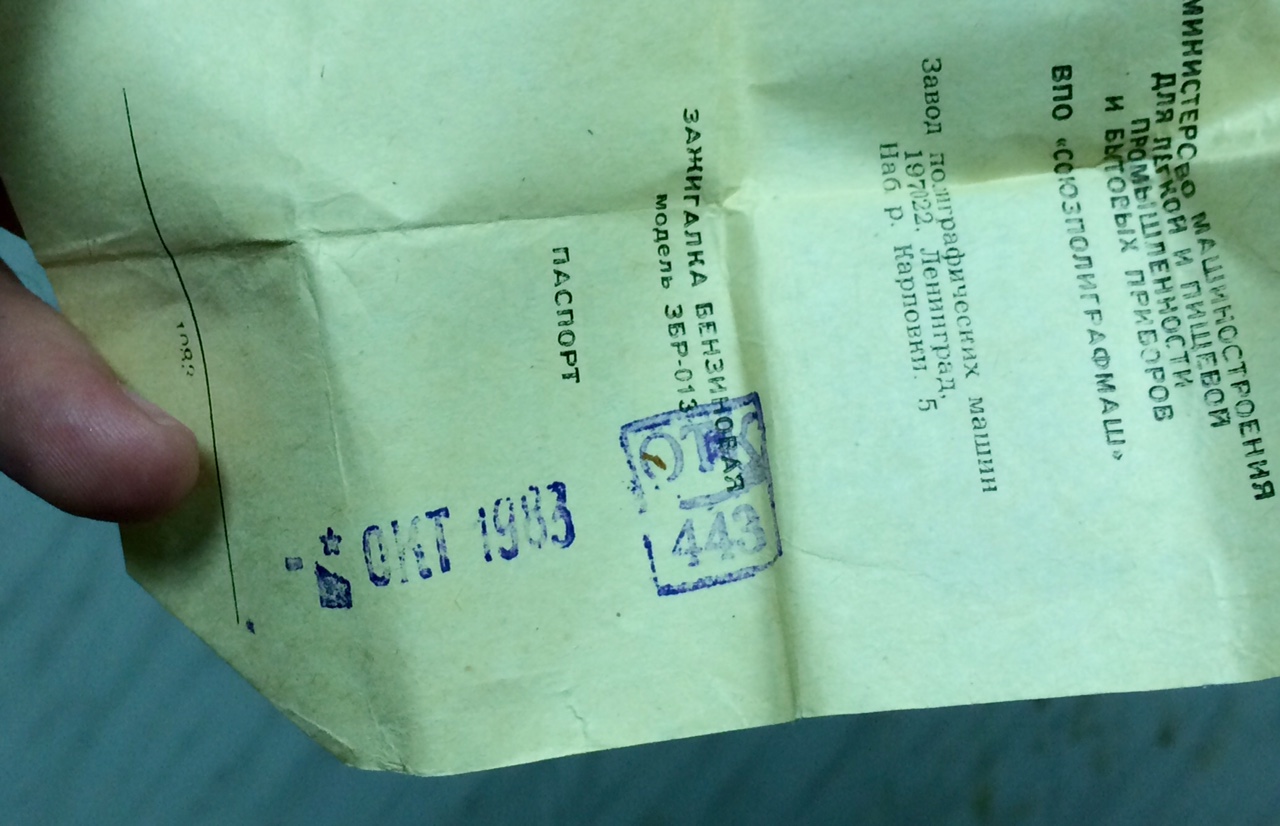 МИНИСТЕРСВО МАШИНОСТРОЕНИЯ
ДЛЯ ЛЕГКОЙ И ПИЩЕВОЙ
ПРОМЫШЛЕННОСТИ
И БЫТОВЫХ ПРИБОРОВ
ВПО «СОЮЗПОЛИГРАФМАШ»
Завод полиграфических машин
197022, Ленинград,
Наб р. Карповки. 5
ЗАЖИГАЛКА БЕНЗИНОВАЯ
модель ЗБР-013
ПАСПОРТ
ОТК
443
ОКТ 1983